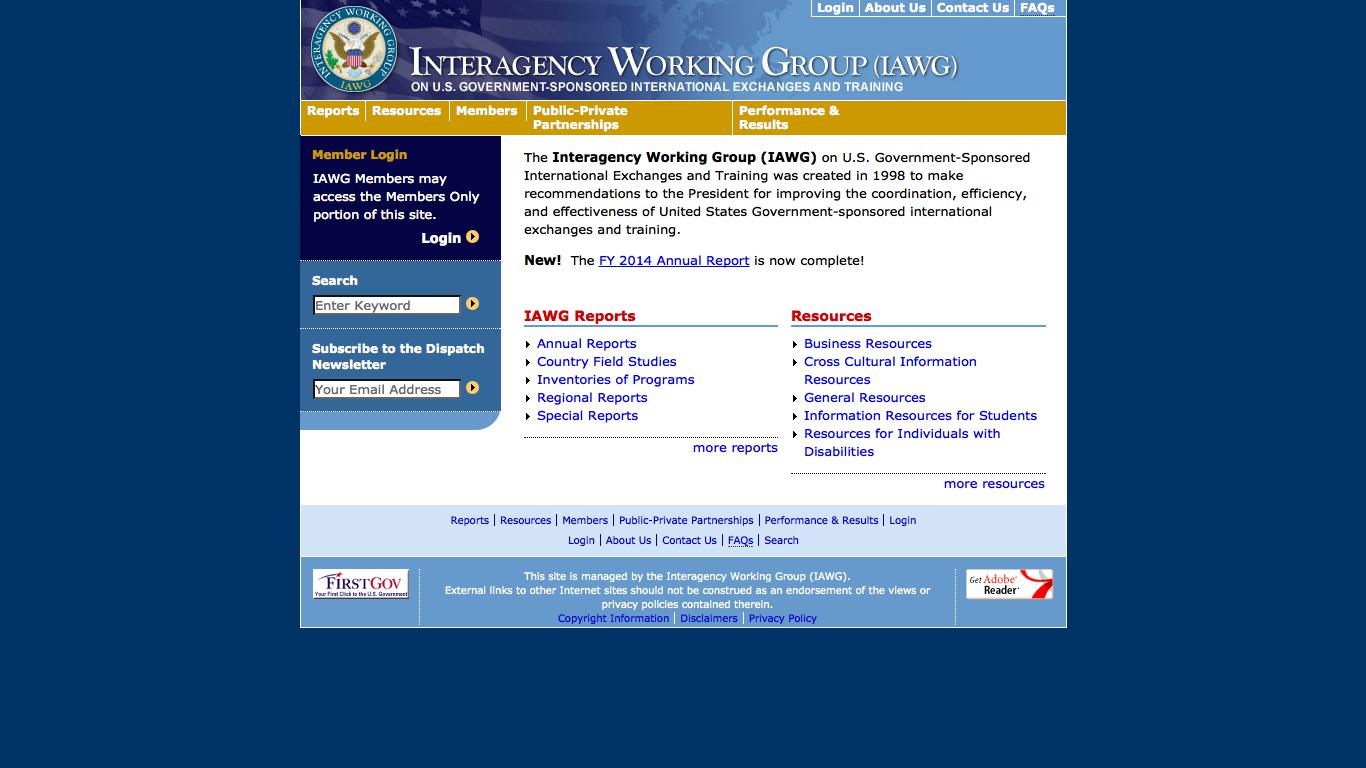 Login | About Us | Contact Us | FAQs
INTERAGENCY WORKING GROUP
IAWG
INTERAGENCY WORKING GROUP (IAWG)
ON U.S. GOVERNMENT-SPONSORED INTERNATIONAL EXCHANGES AND TRAINING
Reports | Resources | Members | Public-Private Partnerships | Performance & Results
Member Login
IAWG Members may
access the Members Only
portion of this site.
Login
Search
Enter Keyword
Subscribe to the Dispatch
Newsletter
Your Email Address
The Interagency Working Group (IAWG) on U.S. Government-Sponsored
International Exchanges and Training was created in 1998 to make
recommendations to the President for improving the coordination, efficiency,
and effectiveness of United States Government-sponsored international
exchanges and training.
New! The FY 2014 Annual Report is now complete!
IAWG Reports
Annual Reports
Country Field Studies
Inventories of Programs
Regional Reports
Special Reports
more reports
Resources
Business Resources
Cross Cultural Information
Resources
General Resources
Information Resources for Students
Resources for Individuals with
Disabilities
more resources
Reports | Resources | Members | Public-Private Partnerships | Performance & Results | Login
Login | About Us | Contact Us | FAQs | Search
FIRSTGOV
Your First Click to the U.S. Government
This site is managed by the Interagency Working Group (IAWG).
External links to other Internet sites should not be construed as an endorsement of the views or
privacy policies contained therein.
Copyright Information | Disclaimers | Privacy Policy
Get Adobe
Reader